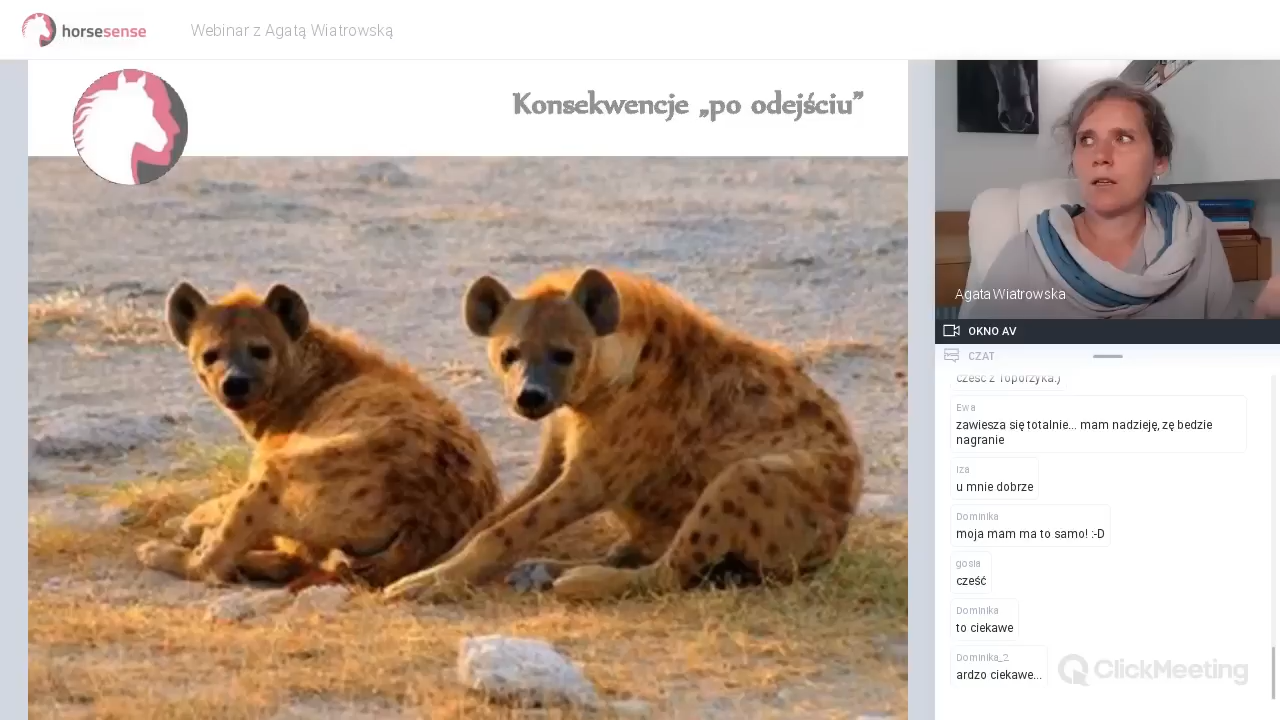 horsesense
Webinar z Agatą Wiatrowską
Konsekwencje „po odejściu”
Agata Wiatrowska
OKNO AV
CZAT
cześć z Toporzyka:)
Ewa
zawiesza się totalnie... mam nadzieję, zę bedzie
nagranie
Iza
u mnie dobrze
Dominika
moja mam ma to samo! :-D
gosia
cześć
Dominika
to ciekawe
Dominika_2
ardzo ciekawe...
ClickMeeting